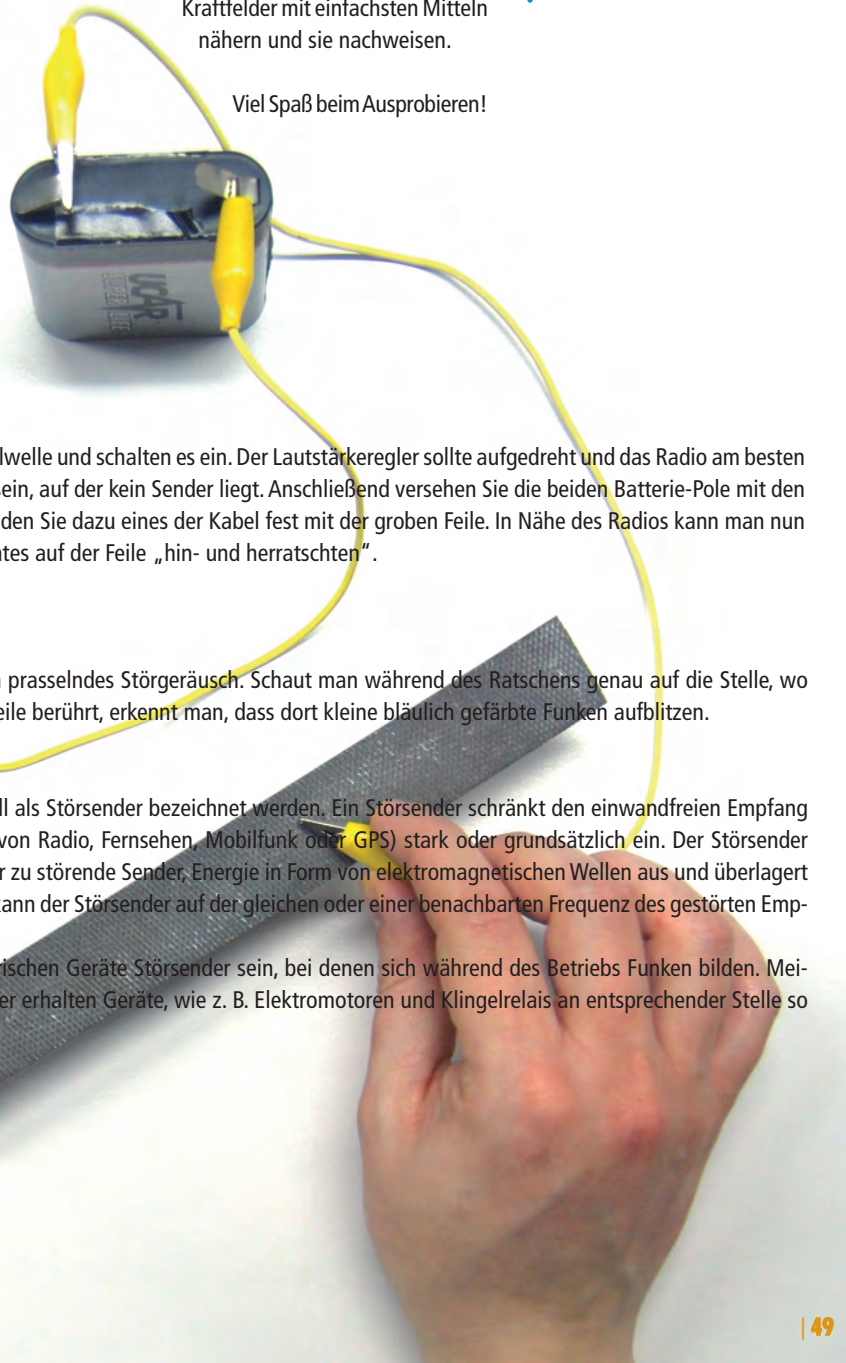 Kraftfelder mit einfachsten Mitteln
nähern und sie nachweisen.
Viel Spaß beim Ausprobieren!
UCAR
SUPER LIFE
lwelle und schalten es ein. Der Lautstärkeregler sollte aufgedreht und das Radio am besten
sein, auf der kein Sender liegt. Anschließend versehen Sie die beiden Batterie-Pole mit den
den Sie dazu eines der Kabel fest mit der groben Feile. In Nähe des Radios kann man nun
htes auf der Feile „hin- und herratschten“.
n prasselndes Störgeräusch. Schaut man während des Ratschens genau auf die Stelle, wo
eile berührt, erkennt man, dass dort kleine bläulich gefärbte Funken aufblitzen.
ll als Störsender bezeichnet werden. Ein Störsender schränkt den einwandfreien Empfang
von Radio, Fernsehen, Mobilfunk oder GPS) stark oder grundsätzlich ein. Der Störsender
r zu störende Sender, Energie in Form von elektromagnetischen Wellen aus und überlagert
kann der Störsender auf der gleichen oder einer benachbarten Frequenz des gestörten Emp-
rischen Geräte Störsender sein, bei denen sich während des Betriebs Funken bilden. Mei-
er erhalten Geräte, wie z. B. Elektromotoren und Klingelrelais an entsprechender Stelle so
| 49